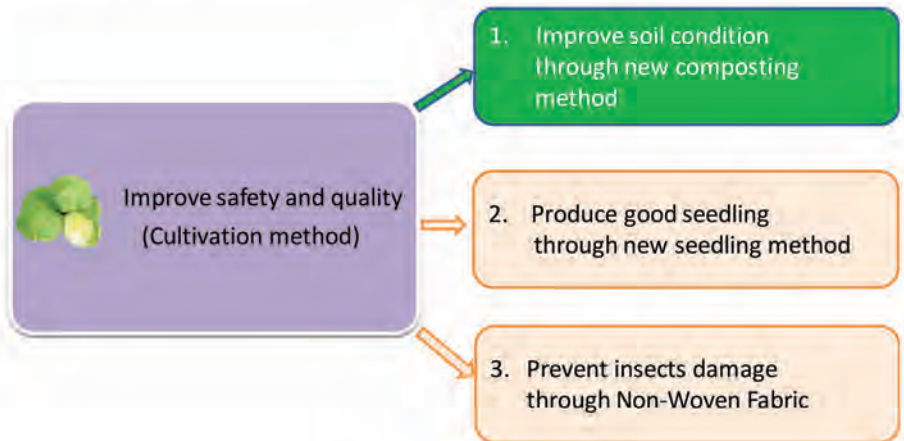 1. Improve soil condition
through new composting
method
Improve safety and quality
(Cultivation method)
2. Produce good seedling
through new seedling method
3. Prevent insects damage
through Non-Woven Fabric